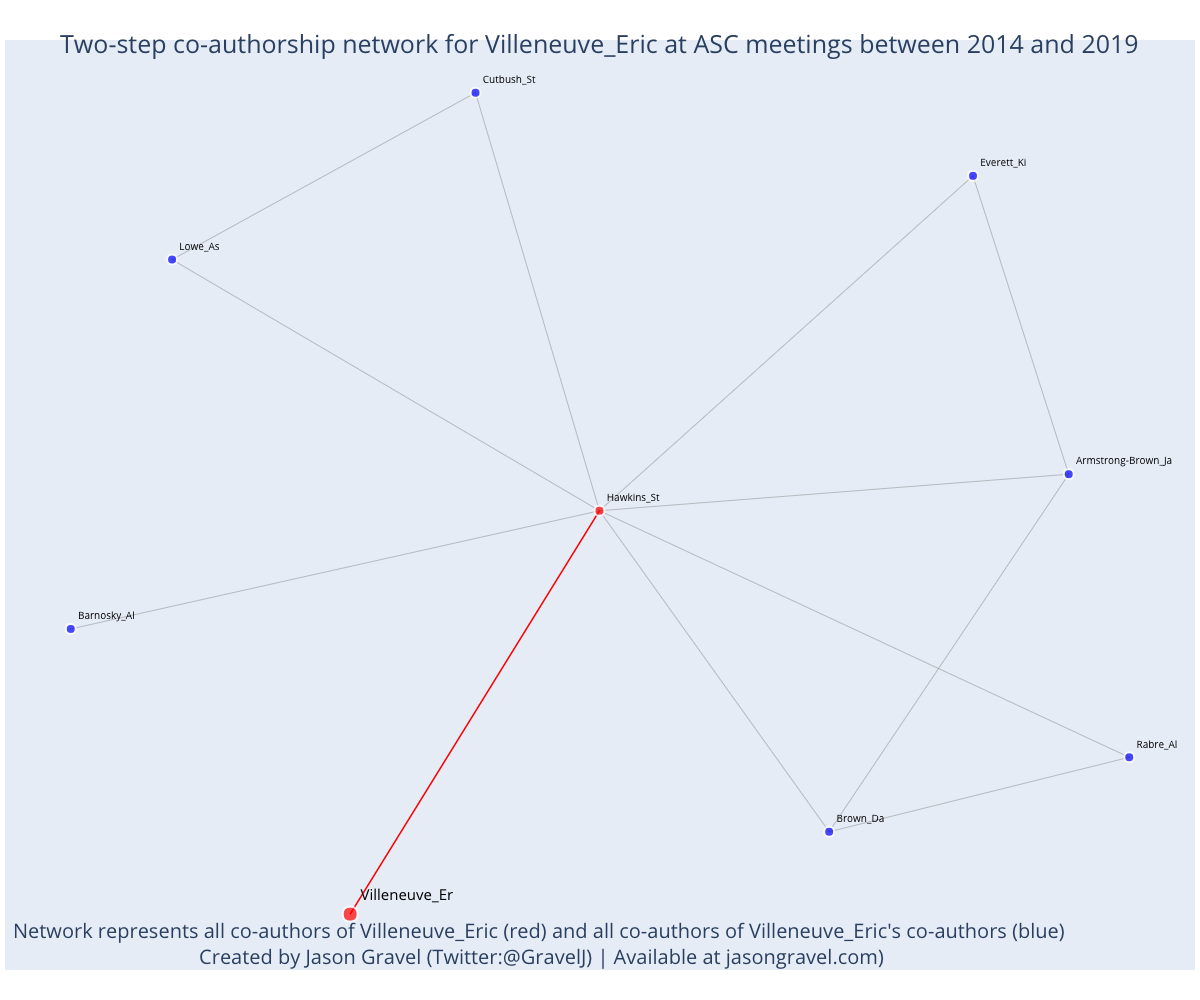 Two-step co-authorship network for Villeneuve_Eric at ASC meetings between 2014 and 2019
Cutbush_St
Everett_Ki
Lowe_As
Armstrong-Brown_Ja
Hawkins_St
Barnosky_Al
Rabre_Al
Brown_Da
Villeneuve_Er
Network represents all co-authors of Villeneuve_Eric (red) and all co-authors of Villeneuve_Eric's co-authors (blue)
Created by Jason Gravel (Twitter:@GravelJ) | Available at jasongravel.com)